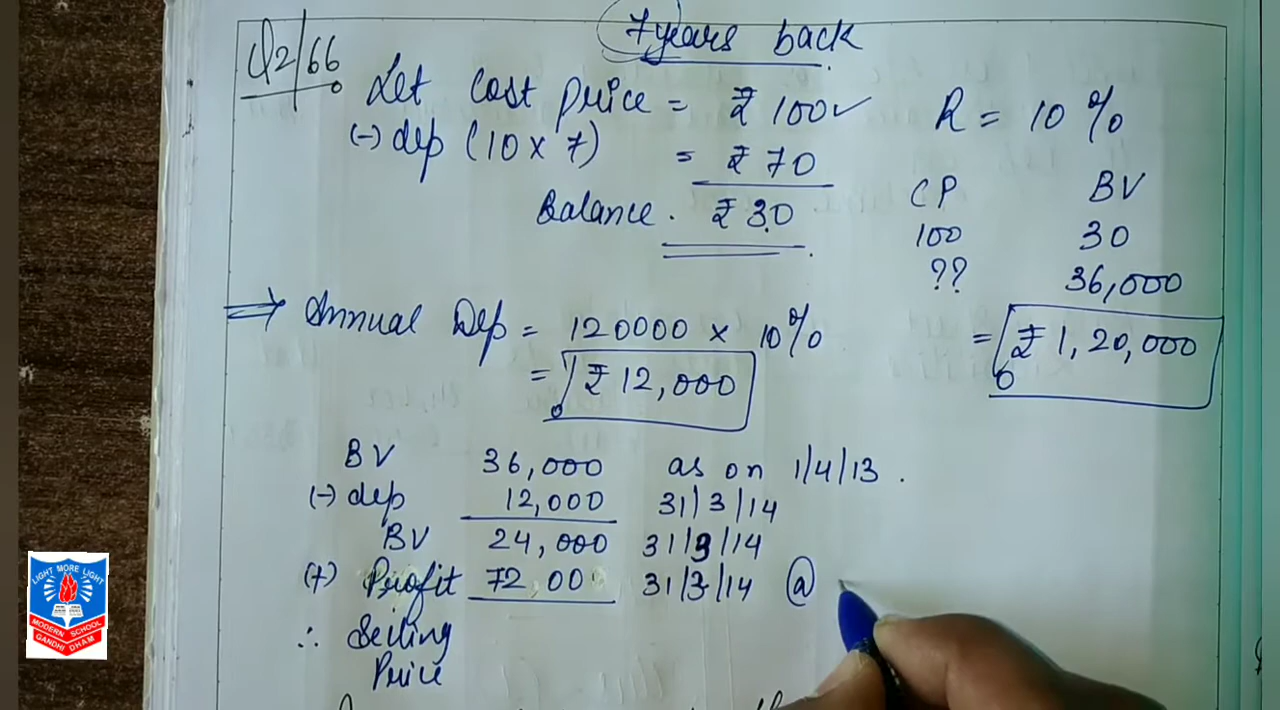 Q2/66
7 years back
Let Cost price = ₹ 100 ✓
(-) dep (10 x 7) = ₹ 70
Balance. ₹ 30
R = 10 %
CP BV
100 30
?? 36,000
= ₹ 1,20,000
⇒ Annual Dep = 120000 x 10%
= ₹ 12,000
BV 36,000 as on 1/4/13.
(-) dep 12,000 31/3/14
BV 24,000 31/3/14
(+) Profit 72,00 31/3/14 @
∴ Selling
Price
LIGHT MORE LIGHT
MODERN SCHOOL
GANDHI DHAM